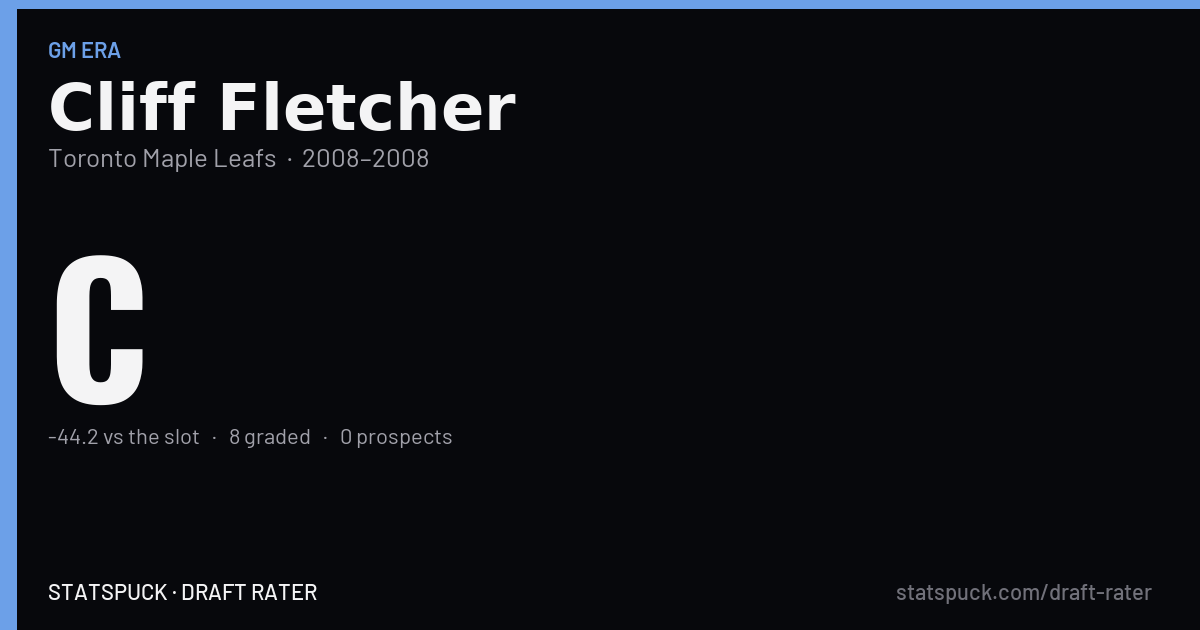 GM ERA
Cliff Fletcher
Toronto Maple Leafs · 2008–2008
C
-44.2 vs the slot · 8 graded · 0 prospects
STATSPUCK · DRAFT RATER
statspuck.com/draft-rater